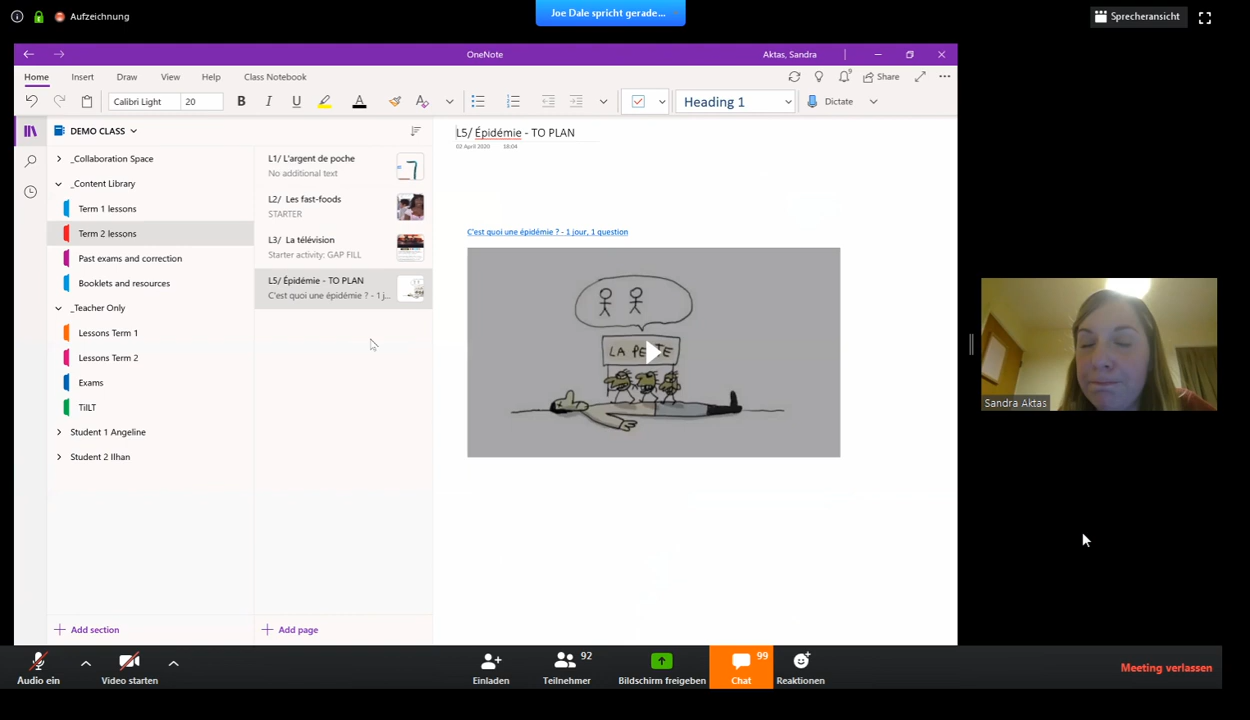 Aufzeichnung
Joe Dale spricht gerade...
Sprecheransicht
OneNote
Aktas, Sandra
Home Insert Draw View Help Class Notebook
Share
Calibri Light 20
B I U A
Heading 1
Dictate
DEMO CLASS
_Collaboration Space
_Content Library
Term 1 lessons
Term 2 lessons
Past exams and correction
Booklets and resources
_Teacher Only
Lessons Term 1
Lessons Term 2
Exams
TilLT
Student 1 Angeline
Student 2 Ilhan
Add section
L1/ L'argent de poche
No additional text
L2/ Les fast-foods
STARTER
L3/ La télévision
Starter activity: GAP FILL
L5/ Épidémie - TO PLAN
C'est quoi une épidémie ? - 1 j...
Add page
L5/ Épidémie - TO PLAN
02 April 2020 18:04
C'est quoi une épidémie ? - 1 jour, 1 question
LA PESTE
Sandra Aktas
Audio ein
Video starten
Einladen
92
Teilnehmer
Bildschirm freigeben
99
Chat
Reaktionen
Meeting verlassen